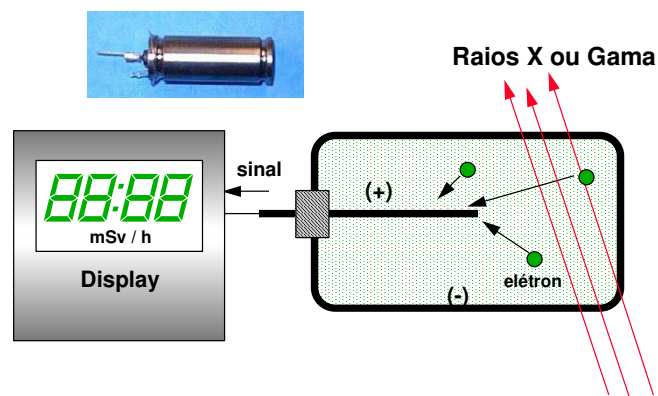 Raios X ou Gama
sinal
(+)
88:88
mSv / h
Display
elétron
(-)